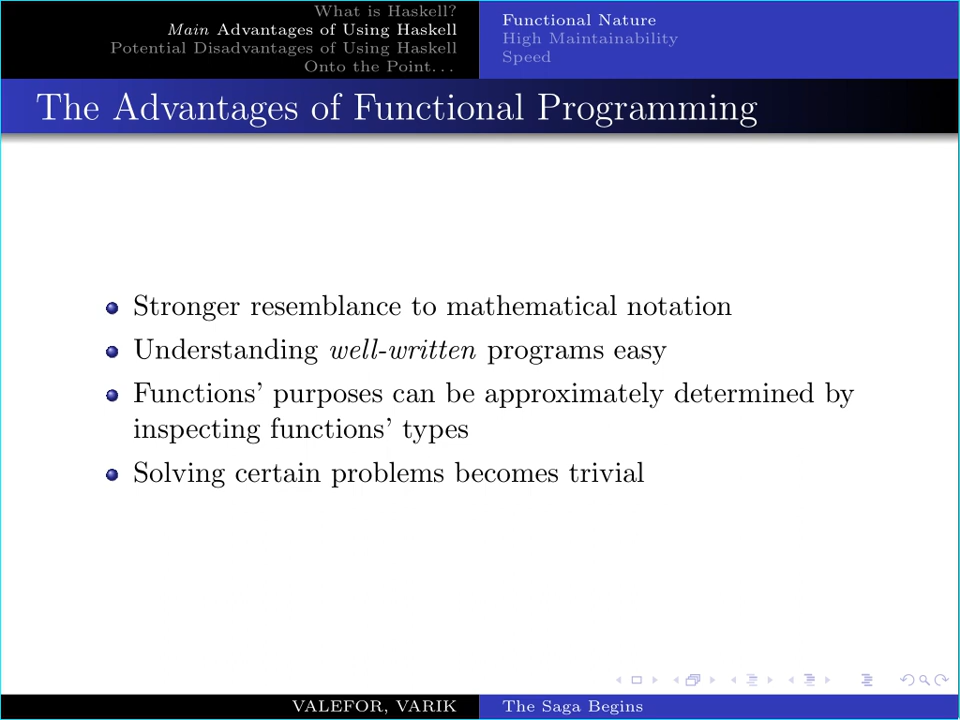 What is Haskell?
Main Advantages of Using Haskell
Potential Disadvantages of Using Haskell
Onto the Point...
Functional Nature
High Maintainability
Speed
The Advantages of Functional Programming
Stronger resemblance to mathematical notation
Understanding well-written programs easy
Functions’ purposes can be approximately determined by
inspecting functions’ types
Solving certain problems becomes trivial
VALEFOR, VARIK
The Saga Begins